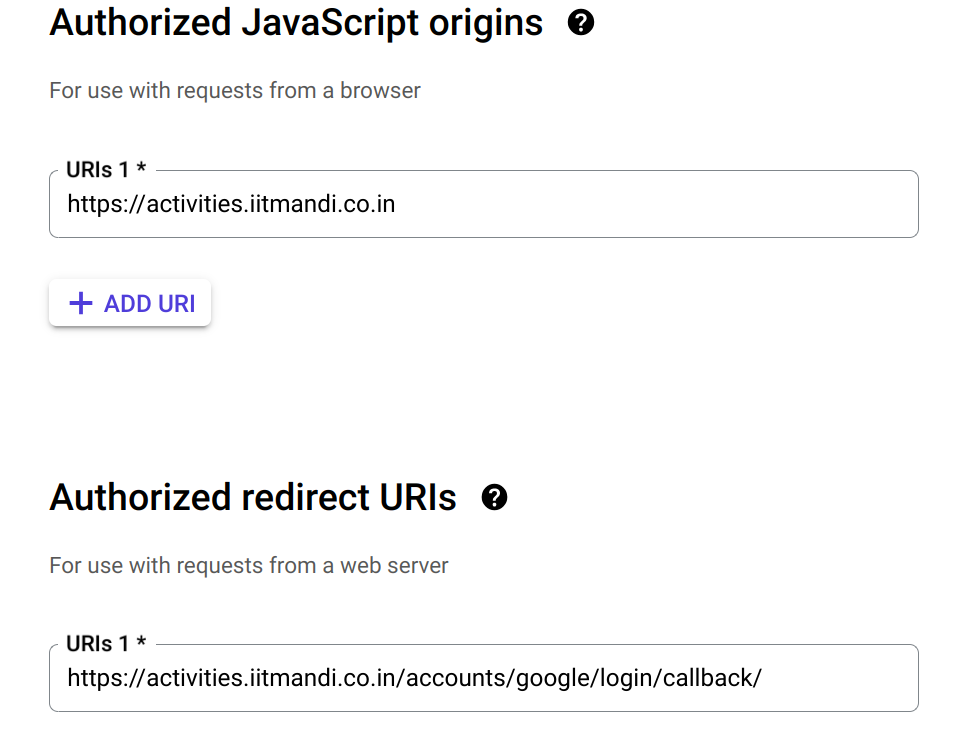 Authorized JavaScript origins ?
For use with requests from a browser
URIs 1 *
https://activities.iitmandi.co.in
+ ADD URI
Authorized redirect URIs ?
For use with requests from a web server
URIs 1 *
https://activities.iitmandi.co.in/accounts/google/login/callback/